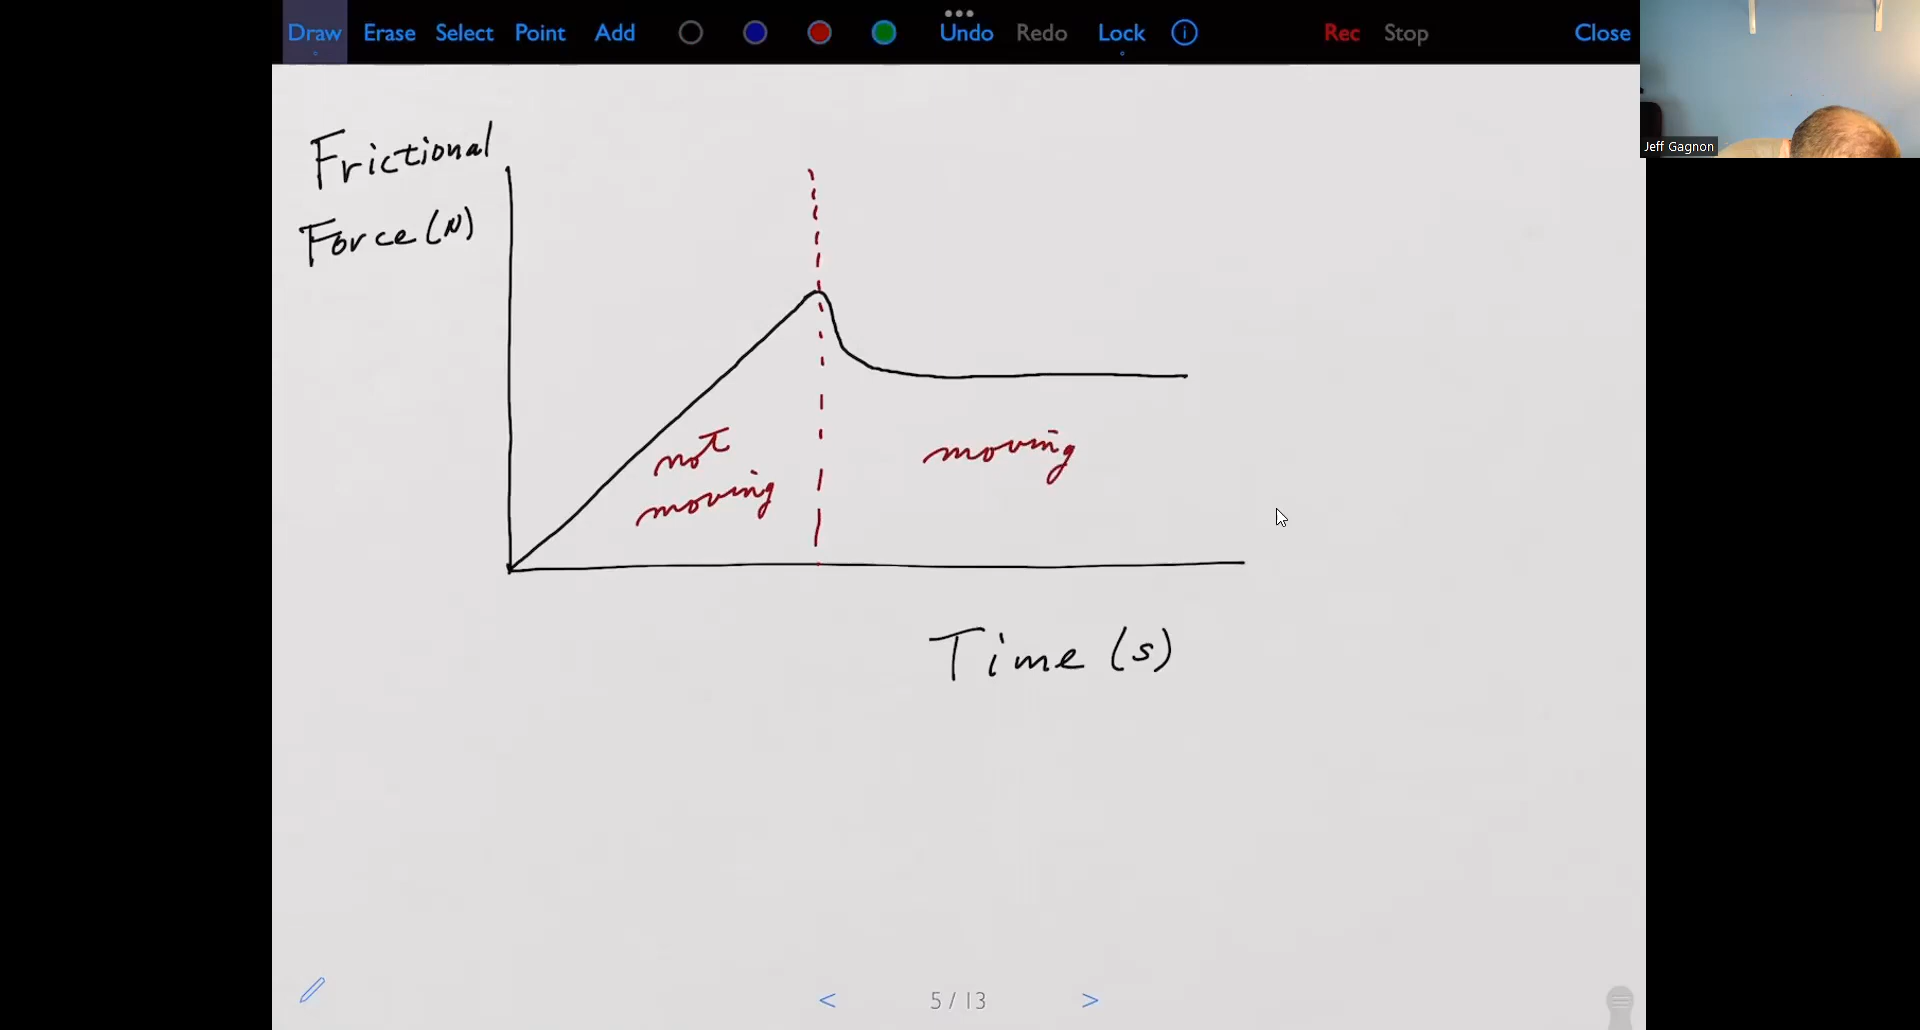 Draw Erase Select Point Add Undo Redo Lock Rec Stop Close
Jeff Gagnon
Frictional
Force (N)
not
moving
moving
Time (s)
< 5 / 13 >